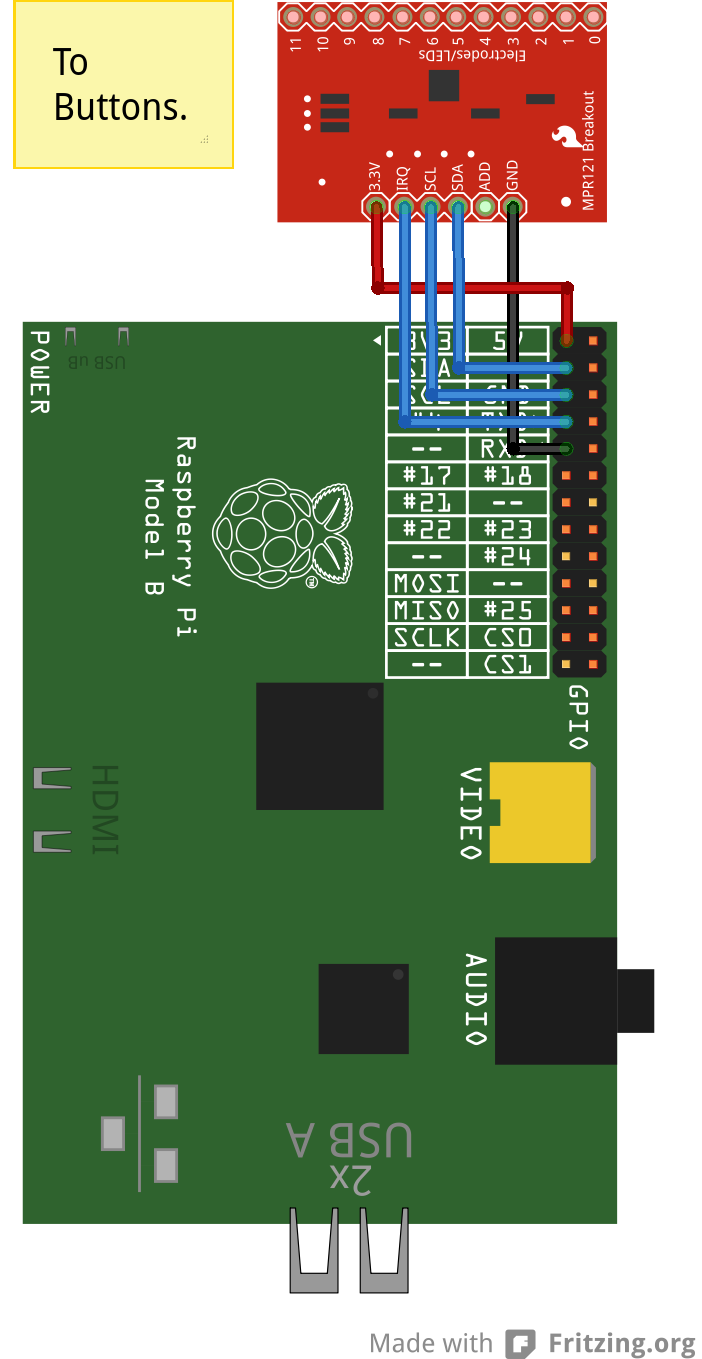 To
Buttons.
11 10 9 8 7 6 5 4 3 2 1 0
Electrodes/LEDs
MPR121 Breakout
3.3V IRQ SCL SDA ADD GND
POWER
USB uB
Raspberry Pi
Model B
TM
3V3 5V
SDA
SCL GND
#4 TXD
-- RXD
#17 #18
#21 --
#22 #23
-- #24
MOSI --
MISO #25
SCLK CS0
-- CS1
GPIO
HDMI
VIDEO
AUDIO
USB A
2x
Made with Fritzing.org